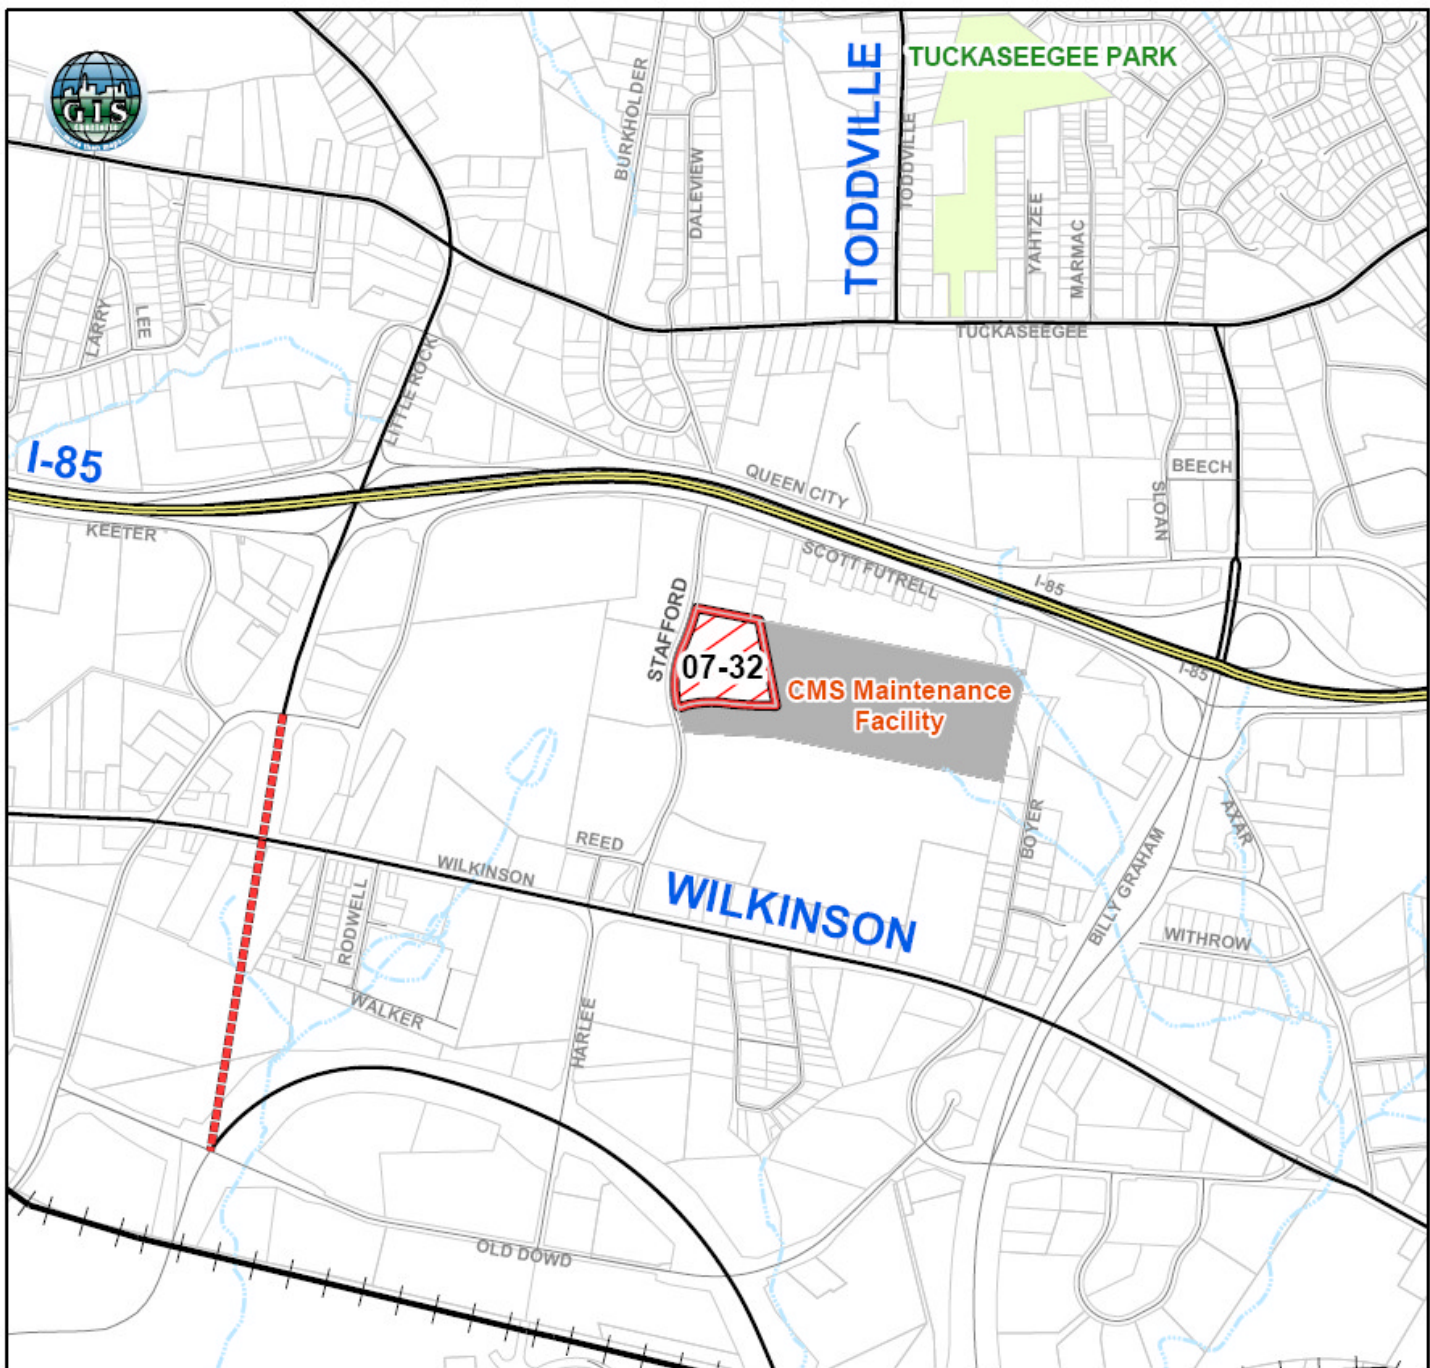 TUCKASEEGEE PARK
GIS
TODDVILLE
BURKHOLDER
TODDVILLE
DALEVIEW
YAHTZEE
MARMAC
LARRY
LEE
TUCKASEEGEE
LITTLE ROCK
I-85
BEECH
QUEEN CITY
SLOAN
KEETER
SCOTT FUTRELL
I-85
STAFFORD
07-32
I-85
CMS Maintenance
Facility
AXAR
BOYER
REED
WILKINSON
WILKINSON
BILLY GRAHAM
RODWELL
WITHROW
WALKER
HARLEE
OLD DOWD